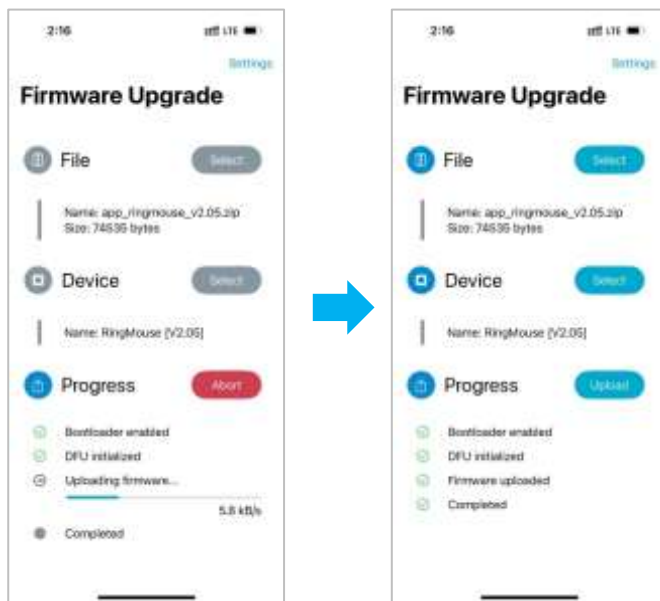 2:16
LTE
Settings
Firmware Upgrade
File
Select
Name: app_ringmouse_v2.05.zip
Size: 74535 bytes
Device
Select
Name: RingMouse [V2.05]
Progress
Abort
Bootloader enabled
DFU initialized
Uploading firmware...
5.8 kB/s
Completed
2:16
LTE
Settings
Firmware Upgrade
File
Select
Name: app_ringmouse_v2.05.zip
Size: 74535 bytes
Device
Select
Name: RingMouse [V2.05]
Progress
Upload
Bootloader enabled
DFU initialized
Firmware uploaded
Completed